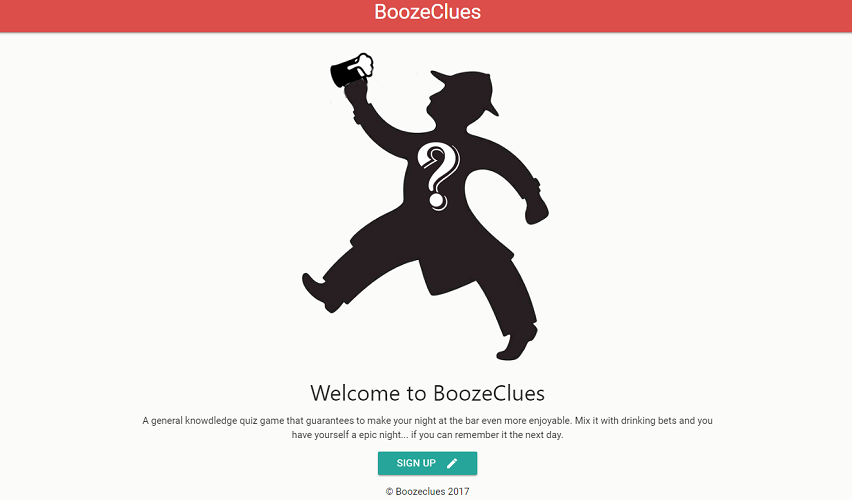 BoozeClues
?
Welcome to BoozeClues
A general knowdledge quiz game that guarantees to make your night at the bar even more enjoyable. Mix it with drinking bets and you
have yourself a epic night... if you can remember it the next day.
SIGN UP
© Boozeclues 2017